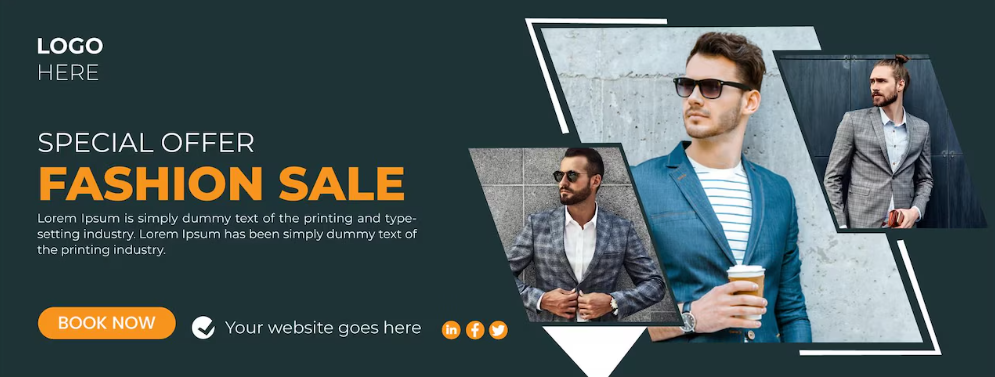 LOGO
HERE
SPECIAL OFFER
FASHION SALE
Lorem Ipsum is simply dummy text of the printing and type-
setting industry. Lorem Ipsum has been simply dummy text of
the printing industry.
BOOK NOW
Your website goes here